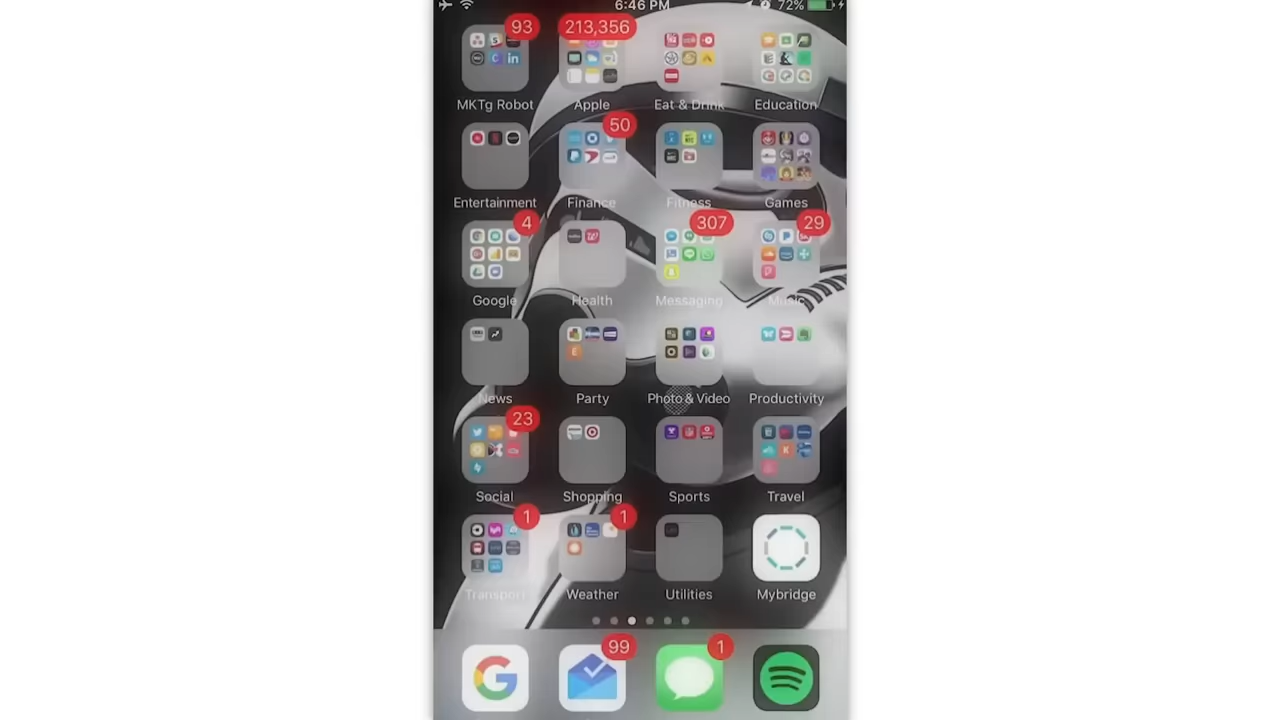 6:46 PM 72%
93 213,356
MKTg Robot Apple Eat & Drink Education
50
Entertainment Finance Fitness Games
4 307 29
Google Health Messaging Music
News Party Photo & Video Productivity
23
Social Shopping Sports Travel
1 1
Transport Weather Utilities Mybridge
99 1